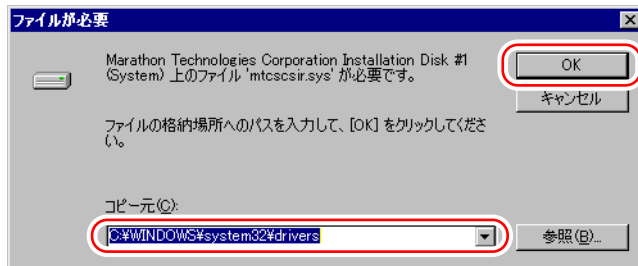 ファイルが必要
Marathon Technologies Corporation Installation Disk #1
(System) 上のファイル 'mtcscsir.sys' が必要です。
OK
キャンセル
ファイルの格納場所へのパスを入力して、[OK] をクリックしてくださ
い。
コピー元(C):
C:¥WINDOWS¥system32¥drivers
参照(B)...